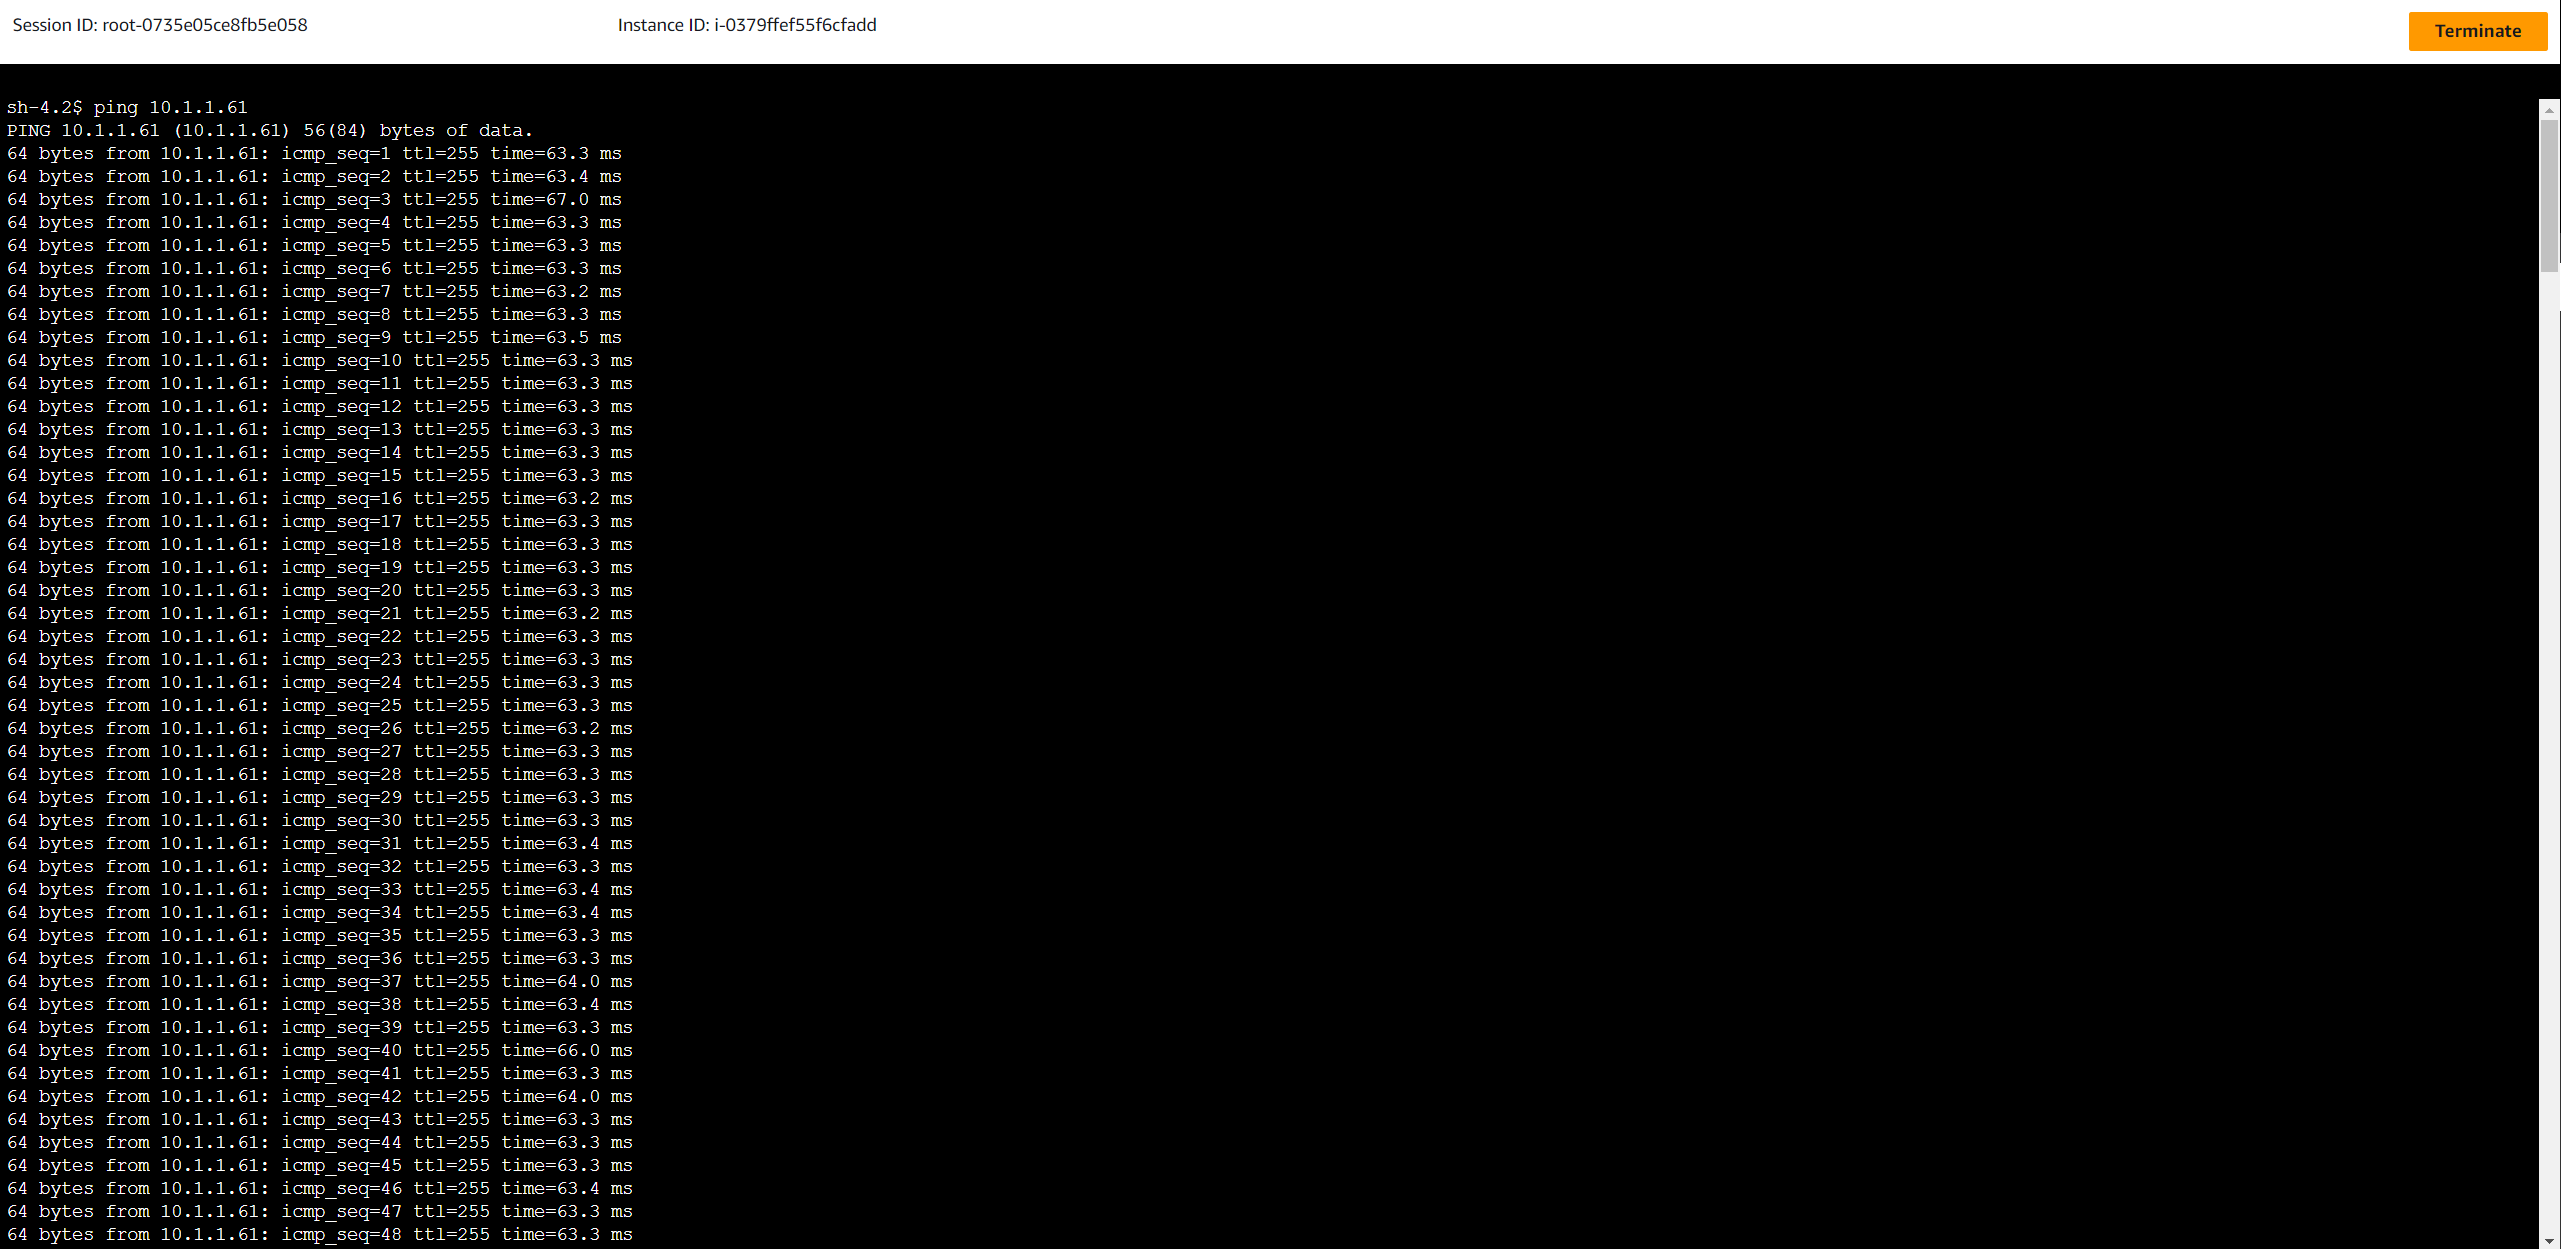 Session ID: root-0735e05ce8fb5e058 Instance ID: i-0379ffef55f6cfadd Terminate
sh-4.2$ ping 10.1.1.61
PING 10.1.1.61 (10.1.1.61) 56(84) bytes of data.
64 bytes from 10.1.1.61: icmp_seq=1 ttl=255 time=63.3 ms
64 bytes from 10.1.1.61: icmp_seq=2 ttl=255 time=63.4 ms
64 bytes from 10.1.1.61: icmp_seq=3 ttl=255 time=67.0 ms
64 bytes from 10.1.1.61: icmp_seq=4 ttl=255 time=63.3 ms
64 bytes from 10.1.1.61: icmp_seq=5 ttl=255 time=63.3 ms
64 bytes from 10.1.1.61: icmp_seq=6 ttl=255 time=63.3 ms
64 bytes from 10.1.1.61: icmp_seq=7 ttl=255 time=63.2 ms
64 bytes from 10.1.1.61: icmp_seq=8 ttl=255 time=63.3 ms
64 bytes from 10.1.1.61: icmp_seq=9 ttl=255 time=63.5 ms
64 bytes from 10.1.1.61: icmp_seq=10 ttl=255 time=63.3 ms
64 bytes from 10.1.1.61: icmp_seq=11 ttl=255 time=63.3 ms
64 bytes from 10.1.1.61: icmp_seq=12 ttl=255 time=63.3 ms
64 bytes from 10.1.1.61: icmp_seq=13 ttl=255 time=63.3 ms
64 bytes from 10.1.1.61: icmp_seq=14 ttl=255 time=63.3 ms
64 bytes from 10.1.1.61: icmp_seq=15 ttl=255 time=63.3 ms
64 bytes from 10.1.1.61: icmp_seq=16 ttl=255 time=63.2 ms
64 bytes from 10.1.1.61: icmp_seq=17 ttl=255 time=63.3 ms
64 bytes from 10.1.1.61: icmp_seq=18 ttl=255 time=63.3 ms
64 bytes from 10.1.1.61: icmp_seq=19 ttl=255 time=63.3 ms
64 bytes from 10.1.1.61: icmp_seq=20 ttl=255 time=63.3 ms
64 bytes from 10.1.1.61: icmp_seq=21 ttl=255 time=63.2 ms
64 bytes from 10.1.1.61: icmp_seq=22 ttl=255 time=63.3 ms
64 bytes from 10.1.1.61: icmp_seq=23 ttl=255 time=63.3 ms
64 bytes from 10.1.1.61: icmp_seq=24 ttl=255 time=63.3 ms
64 bytes from 10.1.1.61: icmp_seq=25 ttl=255 time=63.3 ms
64 bytes from 10.1.1.61: icmp_seq=26 ttl=255 time=63.2 ms
64 bytes from 10.1.1.61: icmp_seq=27 ttl=255 time=63.3 ms
64 bytes from 10.1.1.61: icmp_seq=28 ttl=255 time=63.3 ms
64 bytes from 10.1.1.61: icmp_seq=29 ttl=255 time=63.3 ms
64 bytes from 10.1.1.61: icmp_seq=30 ttl=255 time=63.3 ms
64 bytes from 10.1.1.61: icmp_seq=31 ttl=255 time=63.4 ms
64 bytes from 10.1.1.61: icmp_seq=32 ttl=255 time=63.3 ms
64 bytes from 10.1.1.61: icmp_seq=33 ttl=255 time=63.4 ms
64 bytes from 10.1.1.61: icmp_seq=34 ttl=255 time=63.4 ms
64 bytes from 10.1.1.61: icmp_seq=35 ttl=255 time=63.3 ms
64 bytes from 10.1.1.61: icmp_seq=36 ttl=255 time=63.3 ms
64 bytes from 10.1.1.61: icmp_seq=37 ttl=255 time=64.0 ms
64 bytes from 10.1.1.61: icmp_seq=38 ttl=255 time=63.4 ms
64 bytes from 10.1.1.61: icmp_seq=39 ttl=255 time=63.3 ms
64 bytes from 10.1.1.61: icmp_seq=40 ttl=255 time=66.0 ms
64 bytes from 10.1.1.61: icmp_seq=41 ttl=255 time=63.3 ms
64 bytes from 10.1.1.61: icmp_seq=42 ttl=255 time=64.0 ms
64 bytes from 10.1.1.61: icmp_seq=43 ttl=255 time=63.3 ms
64 bytes from 10.1.1.61: icmp_seq=44 ttl=255 time=63.3 ms
64 bytes from 10.1.1.61: icmp_seq=45 ttl=255 time=63.3 ms
64 bytes from 10.1.1.61: icmp_seq=46 ttl=255 time=63.4 ms
64 bytes from 10.1.1.61: icmp_seq=47 ttl=255 time=63.3 ms
64 bytes from 10.1.1.61: icmp_seq=48 ttl=255 time=63.3 ms